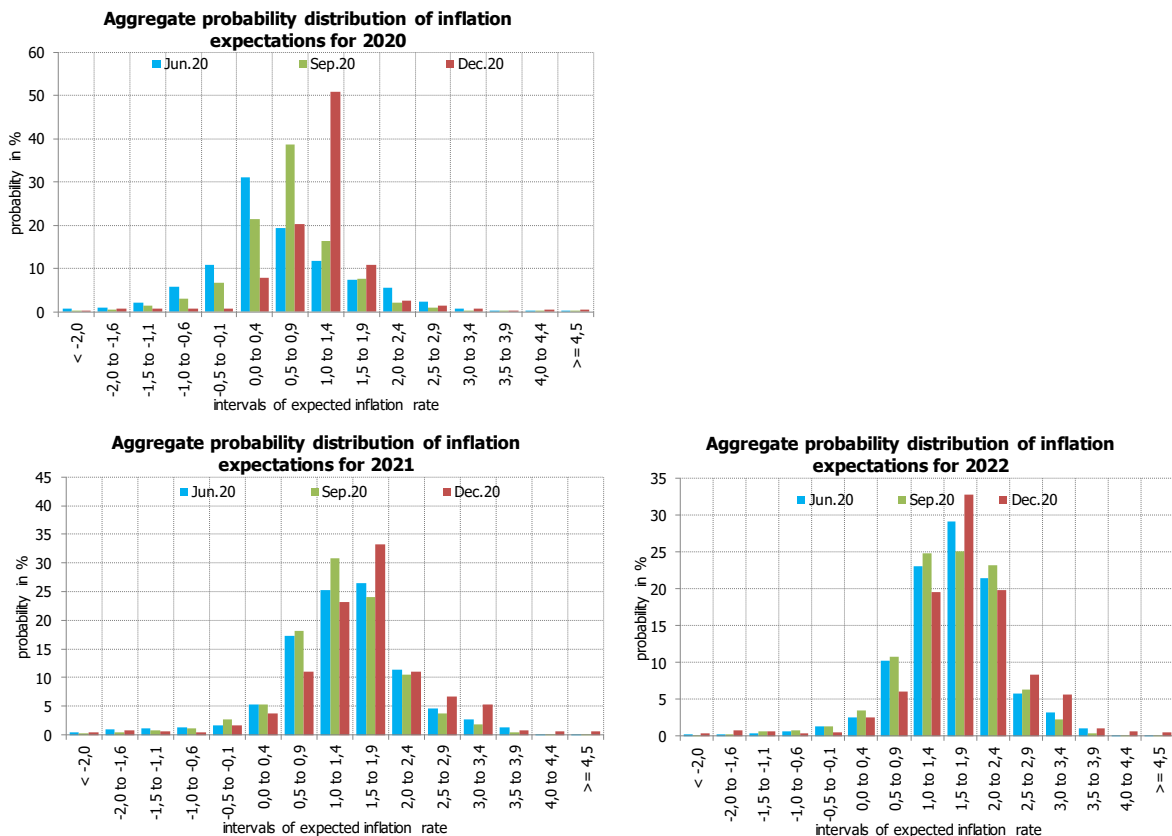 Aggregate probability distribution of inflation
expectations for 2020
Jun.20 Sep.20 Dec.20
60
50
40
30
20
10
0
probability in %
< -2,0
-2,0 to -1,6
-1,5 to -1,1
-1,0 to -0,6
-0,5 to -0,1
0,0 to 0,4
0,5 to 0,9
1,0 to 1,4
1,5 to 1,9
2,0 to 2,4
2,5 to 2,9
3,0 to 3,4
3,5 to 3,9
4,0 to 4,4
>= 4,5
intervals of expected inflation rate
Aggregate probability distribution of inflation
expectations for 2021
Jun.20 Sep.20 Dec.20
45
40
35
30
25
20
15
10
5
0
probability in %
< -2,0
-2,0 to -1,6
-1,5 to -1,1
-1,0 to -0,6
-0,5 to -0,1
0,0 to 0,4
0,5 to 0,9
1,0 to 1,4
1,5 to 1,9
2,0 to 2,4
2,5 to 2,9
3,0 to 3,4
3,5 to 3,9
4,0 to 4,4
>= 4,5
intervals of expected inflation rate
Aggregate probability distribution of inflation
expectations for 2022
Jun.20 Sep.20 Dec.20
35
30
25
20
15
10
5
0
probability in %
< -2,0
-2,0 to -1,6
-1,5 to -1,1
-1,0 to -0,6
-0,5 to -0,1
0,0 to 0,4
0,5 to 0,9
1,0 to 1,4
1,5 to 1,9
2,0 to 2,4
2,5 to 2,9
3,0 to 3,4
3,5 to 3,9
4,0 to 4,4
>= 4,5
intervals of expected inflation rate